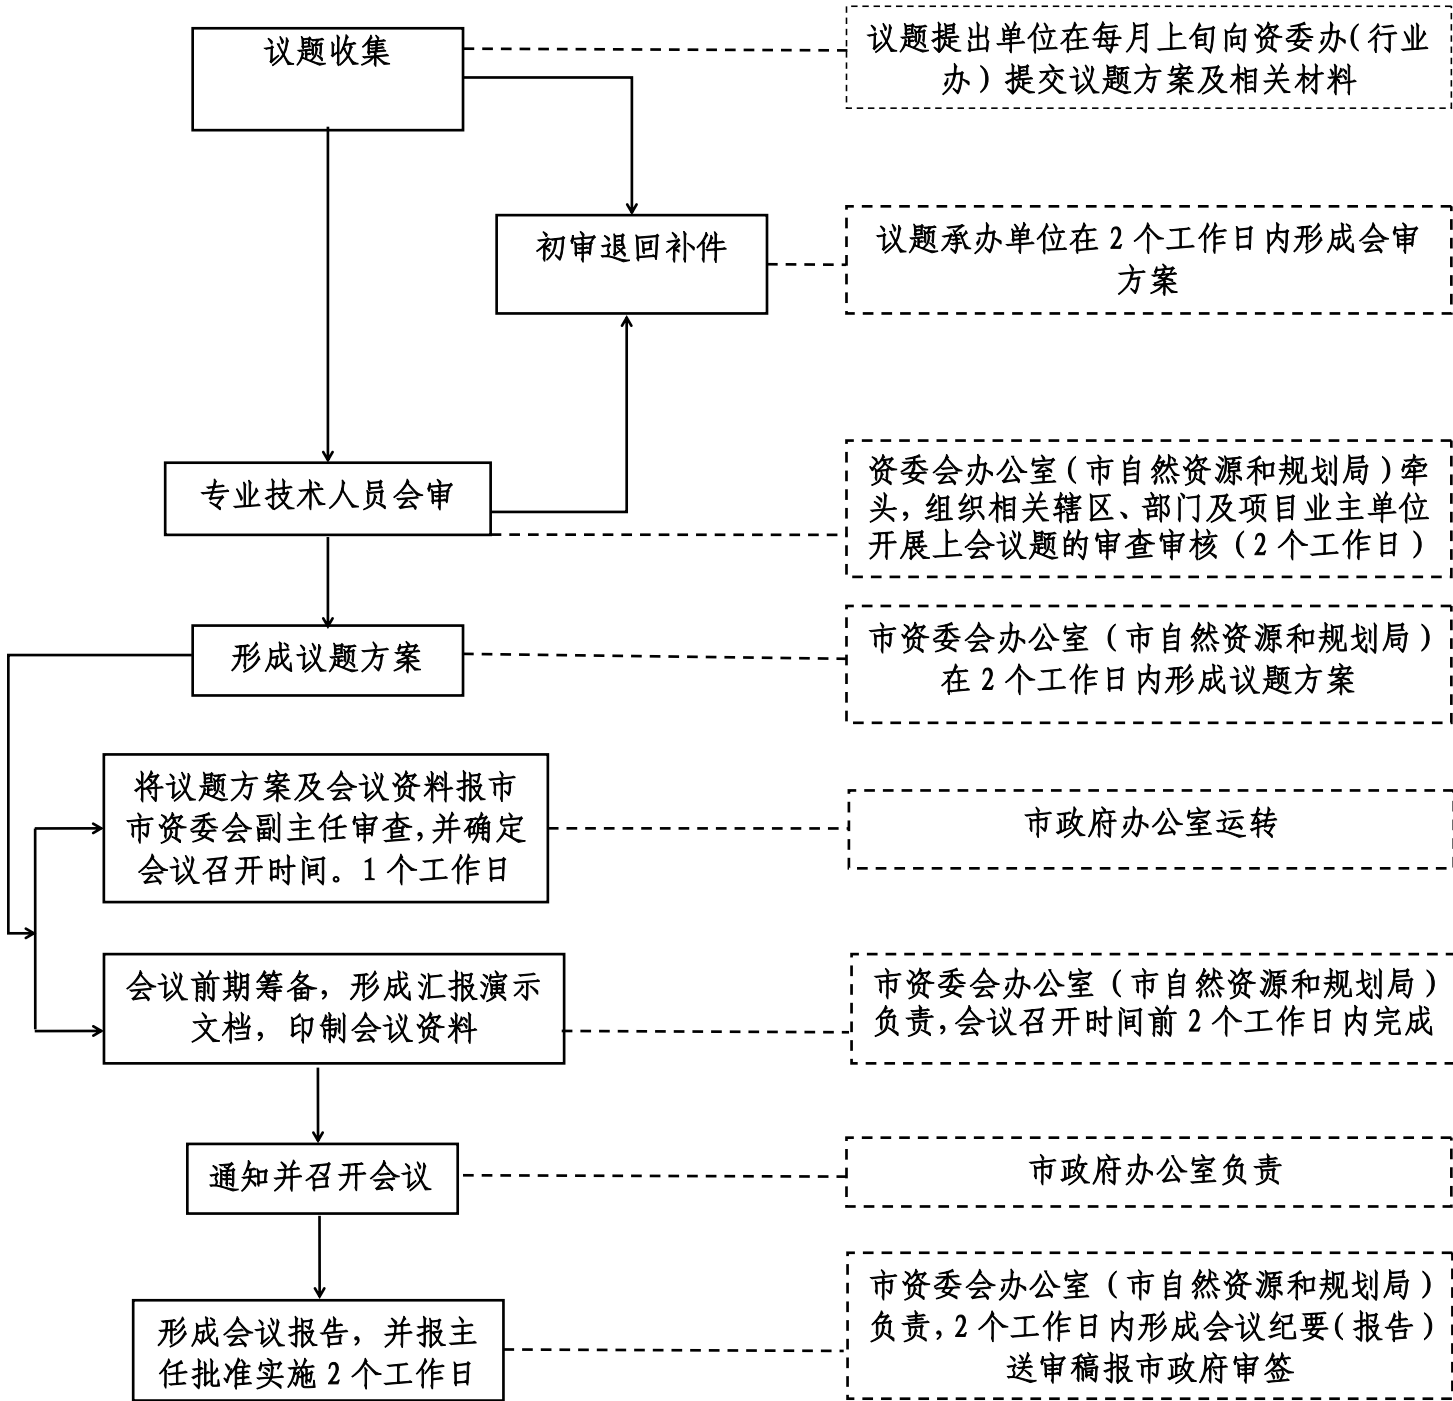 议题收集
议题提出单位在每月上旬向资委办(行业
办)提交议题方案及相关材料
初审退回补件
议题承办单位在 2 个工作日内形成会审
方案
专业技术人员会审
资委会办公室(市自然资源和规划局)牵
头,组织相关辖区、部门及项目业主单位
开展上会议题的审查审核(2 个工作日)
形成议题方案
市资委会办公室(市自然资源和规划局)
在 2 个工作日内形成议题方案
将议题方案及会议资料报市
市资委会副主任审查,并确定
会议召开时间。1 个工作日
市政府办公室运转
会议前期筹备,形成汇报演示
文档,印制会议资料
市资委会办公室(市自然资源和规划局)
负责,会议召开时间前 2 个工作日内完成
通知并召开会议
市政府办公室负责
形成会议报告,并报主
任批准实施 2 个工作日
市资委会办公室(市自然资源和规划局)
负责,2 个工作日内形成会议纪要(报告)
送审稿报市政府审签